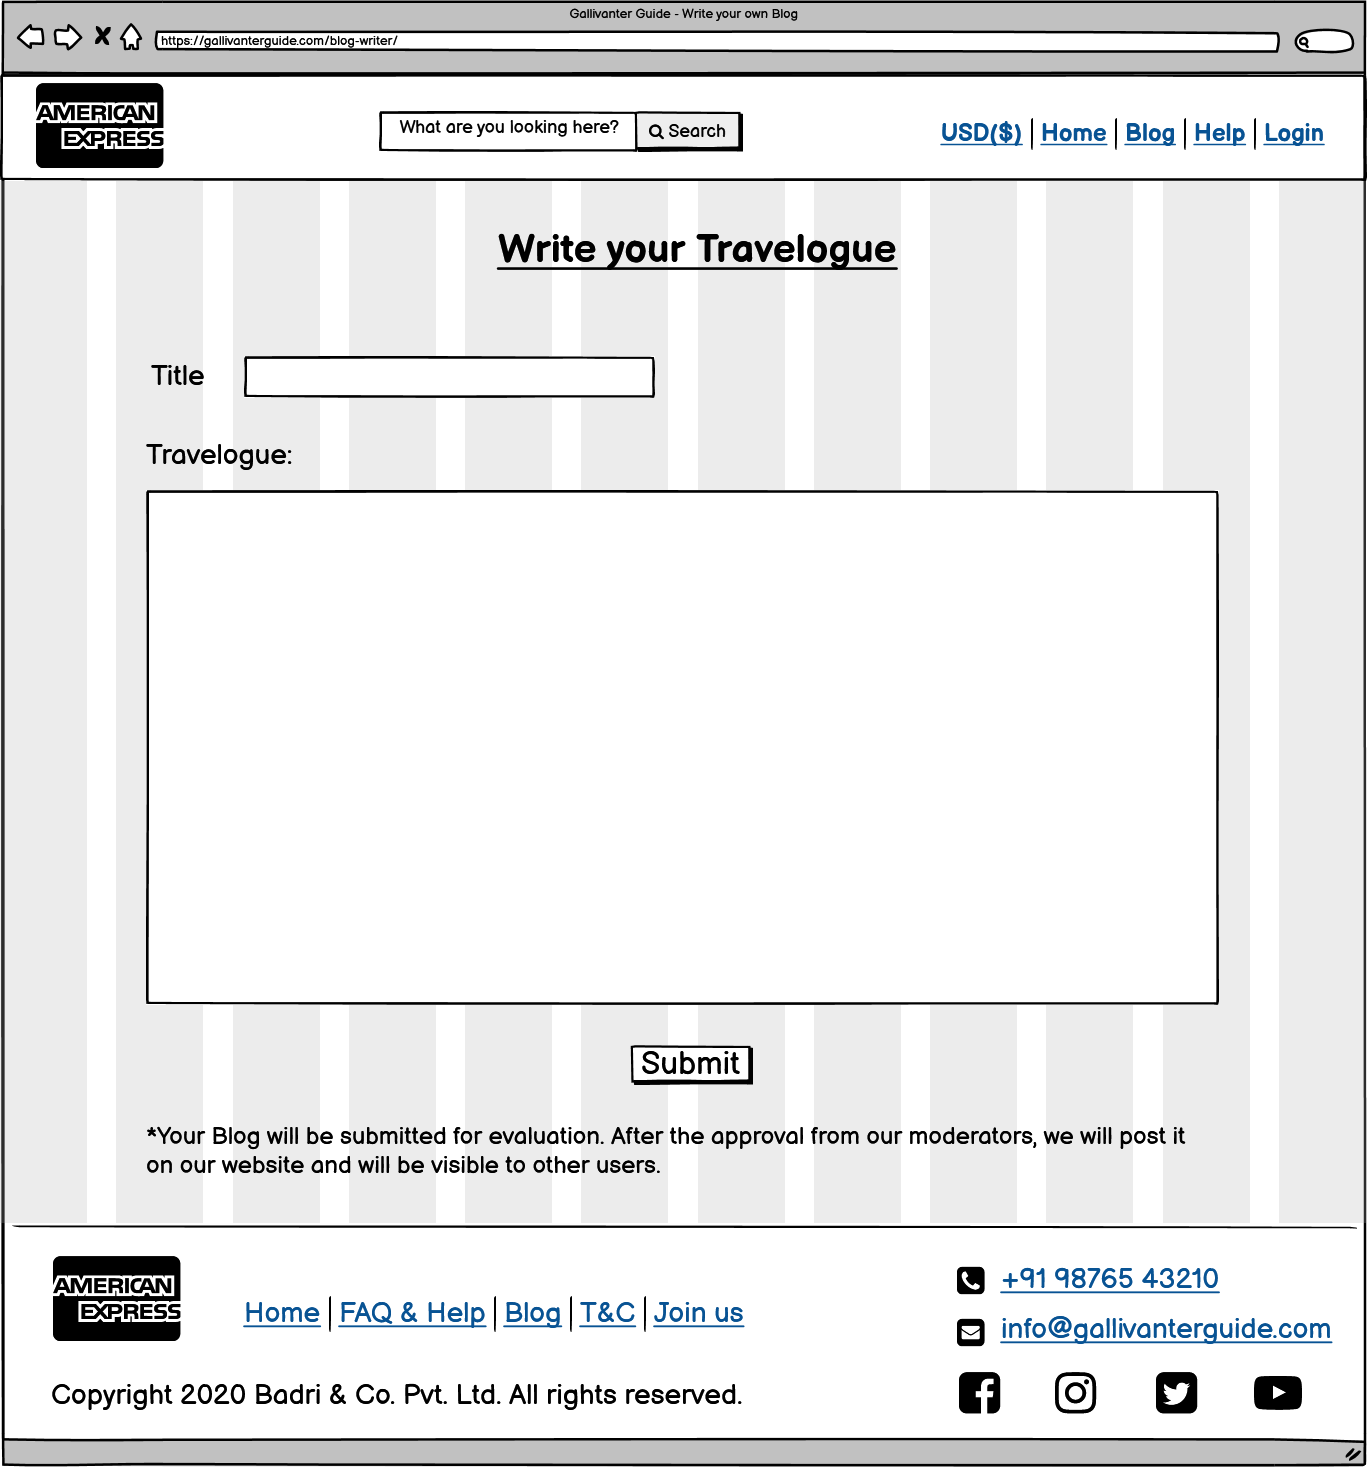 Gallivanter Guide - Write your own Blog
https://gallivanterguide.com/blog-writer/
AMERICAN
EXPRESS
What are you looking here?
Search
USD($) | Home | Blog | Help | Login
Write your Travelogue
Title
Travelogue:
Submit
*Your Blog will be submitted for evaluation. After the approval from our moderators, we will post it
on our website and will be visible to other users.
AMERICAN
EXPRESS
Home | FAQ & Help | Blog | T&C | Join us
+91 98765 43210
info@gallivanterguide.com
Copyright 2020 Badri & Co. Pvt. Ltd. All rights reserved.